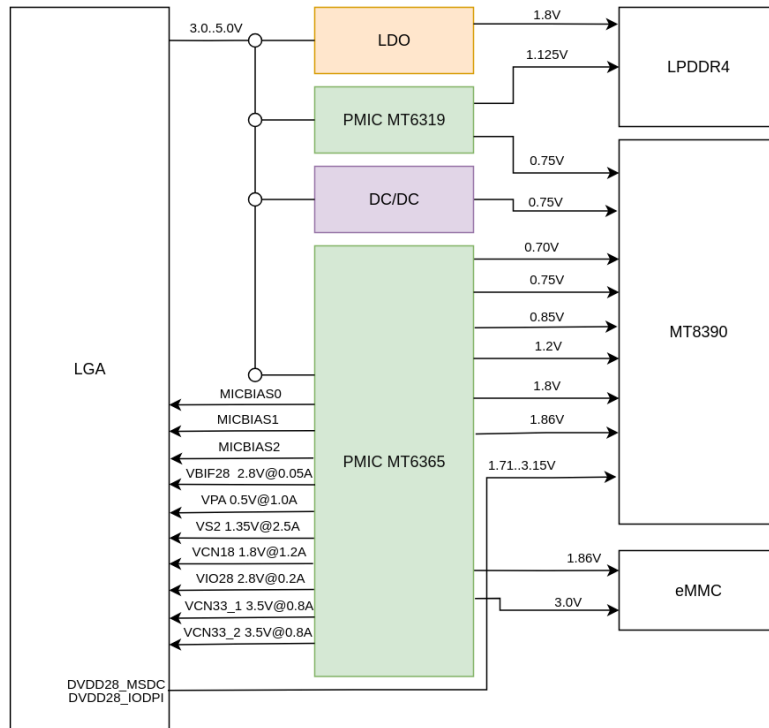 3.0..5.0V
LDO
1.8V
1.125V
LPDDR4
PMIC MT6319
0.75V
DC/DC
0.75V
0.70V
0.75V
0.85V
1.2V
1.8V
1.86V
MT8390
LGA
MICBIAS0
MICBIAS1
MICBIAS2
VBIF28 2.8V@0.05A
VPA 0.5V@1.0A
VS2 1.35V@2.5A
VCN18 1.8V@1.2A
VIO28 2.8V@0.2A
VCN33_1 3.5V@0.8A
VCN33_2 3.5V@0.8A
PMIC MT6365
1.71..3.15V
1.86V
3.0V
eMMC
DVDD28_MSDC
DVDD28_IODPI